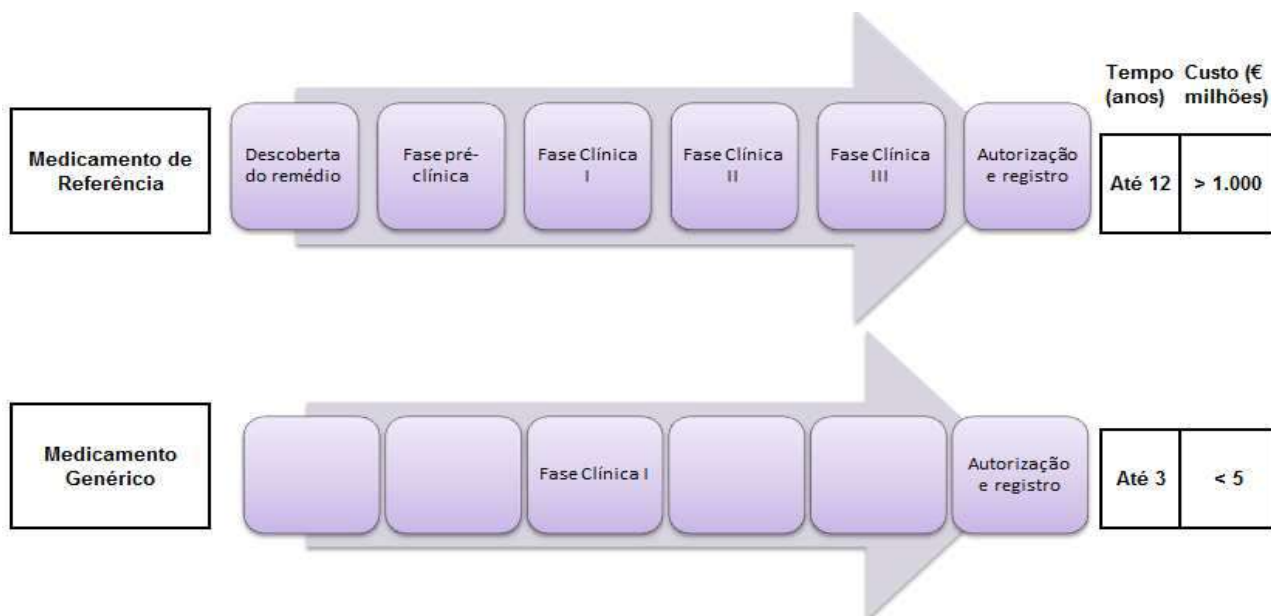 Tempo
(anos)
Custo (€
milhões)
Medicamento de
Referência
Descoberta
do remédio
Fase pré-
clínica
Fase Clínica
I
Fase Clínica
II
Fase Clínica
III
Autorização
e registro
Até 12
> 1.000
Medicamento
Genérico
Fase Clínica I
Autorização
e registro
Até 3
< 5